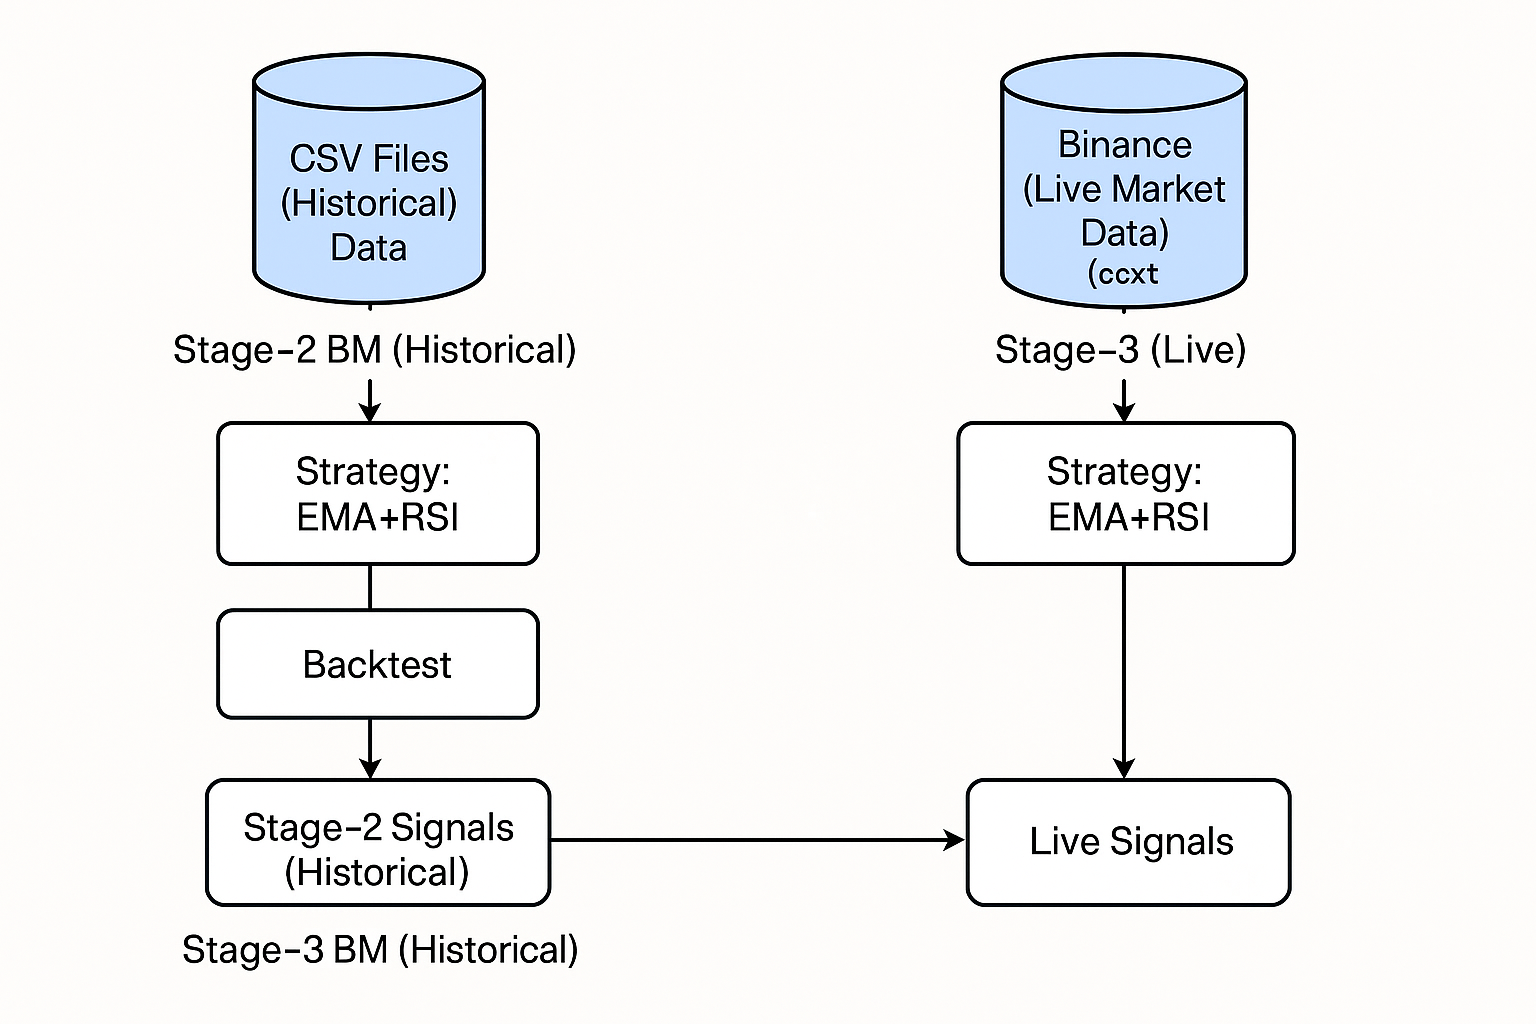 CSV Files
(Historical)
Data
Stage-2 BM (Historical)
Strategy:
EMA+RSI
Backtest
Stage-2 Signals
(Historical)
Stage-3 BM (Historical)
Binance
(Live Market
Data)
(ccxt
Stage-3 (Live)
Strategy:
EMA+RSI
Live Signals